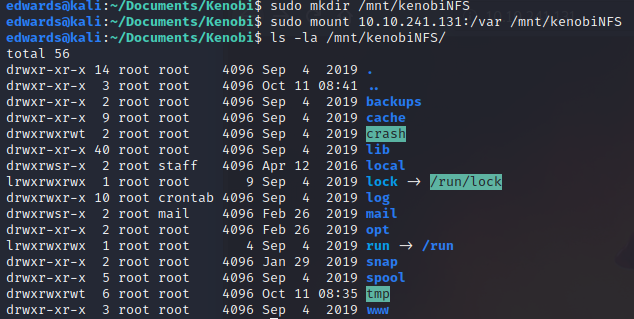 edwards@kali:~/Documents/Kenobi$ sudo mkdir /mnt/kenobiNFS
edwards@kali:~/Documents/Kenobi$ sudo mount 10.10.241.131:/var /mnt/kenobiNFS
edwards@kali:~/Documents/Kenobi$ ls -la /mnt/kenobiNFS/
total 56
drwxr-xr-x 14 root root    4096 Sep  4  2019 .
drwxr-xr-x  3 root root    4096 Oct 11 08:41 ..
drwxr-xr-x  2 root root    4096 Sep  4  2019 backups
drwxr-xr-x  9 root root    4096 Sep  4  2019 cache
drwxrwxrwt  2 root root    4096 Sep  4  2019 crash
drwxr-xr-x 40 root root    4096 Sep  4  2019 lib
drwxrwsr-x  2 root staff   4096 Apr 12  2016 local
lrwxrwxrwx  1 root root       9 Sep  4  2019 lock → /run/lock
drwxrwxr-x 10 root crontab 4096 Sep  4  2019 log
drwxrwsr-x  2 root mail    4096 Feb 26  2019 mail
drwxr-xr-x  2 root root    4096 Feb 26  2019 opt
lrwxrwxrwx  1 root root       4 Sep  4  2019 run → /run
drwxr-xr-x  2 root root    4096 Jan 29  2019 snap
drwxr-xr-x  5 root root    4096 Sep  4  2019 spool
drwxrwxrwt  6 root root    4096 Oct 11 08:35 tmp
drwxr-xr-x  3 root root    4096 Sep  4  2019 www